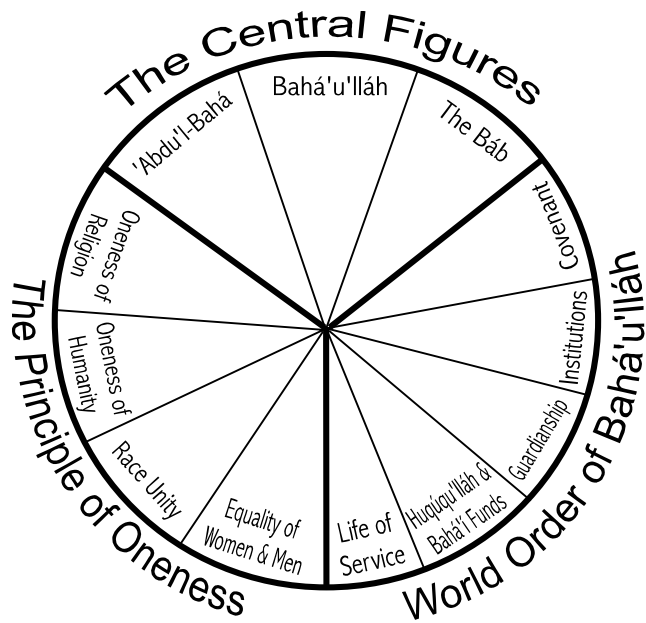 The Central Figures
'Abdu'l-Bahá
Bahá'u'lláh
The Báb
World Order of Bahá'u'lláh
Covenant
Institutions
Guardianship
Huqúqu'lláh &
Bahá'í Funds
Life of
Service
The Principle of Oneness
Oneness of
Religion
Oneness of
Humanity
Race Unity
Equality of
Women & Men